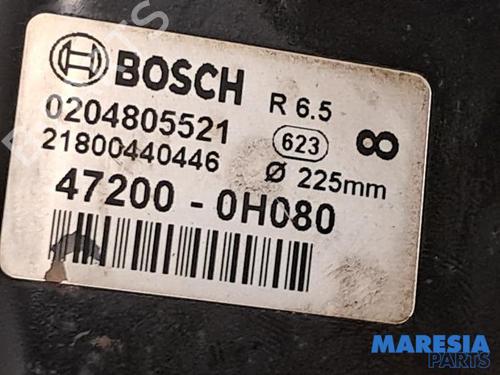 BOSCH
R 6.5
0204805521
623
8
21800440446
Ø 225mm
47200 - 0H080
MARESIA
PARTS